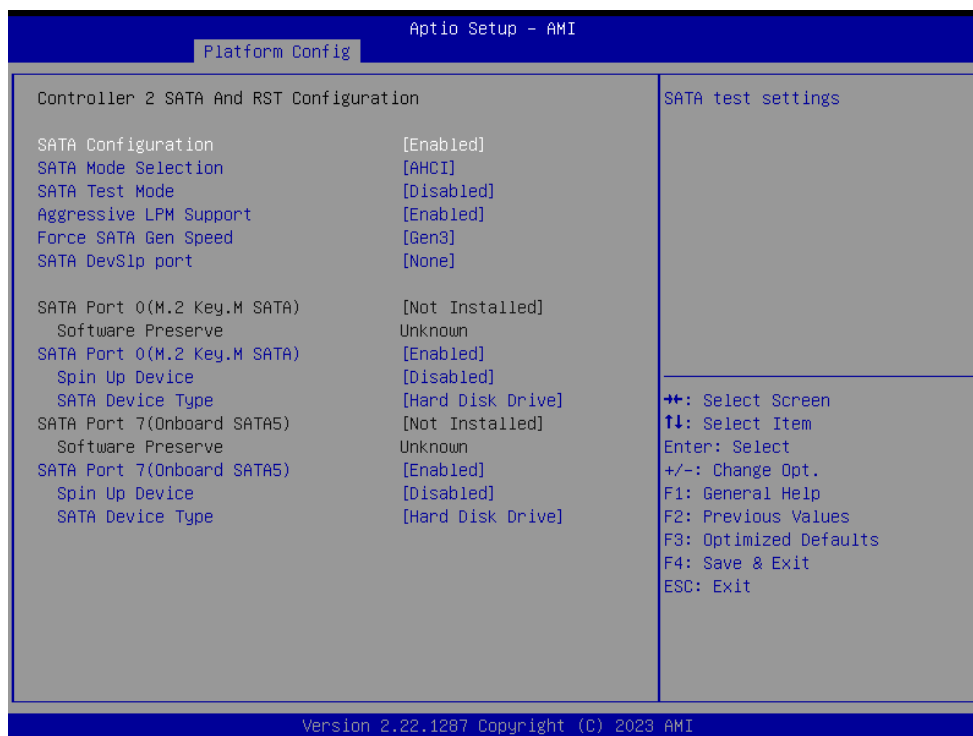 Aptio Setup – AMI
Platform Config
Controller 2 SATA And RST Configuration
SATA Configuration [Enabled]
SATA Mode Selection [AHCI]
SATA Test Mode [Disabled]
Aggressive LPM Support [Enabled]
Force SATA Gen Speed [Gen3]
SATA DevSlp port [None]
SATA Port 0(M.2 Key.M SATA) [Not Installed]
Software Preserve Unknown
SATA Port 0(M.2 Key.M SATA) [Enabled]
Spin Up Device [Disabled]
SATA Device Type [Hard Disk Drive]
SATA Port 7(Onboard SATA5) [Not Installed]
Software Preserve Unknown
SATA Port 7(Onboard SATA5) [Enabled]
Spin Up Device [Disabled]
SATA Device Type [Hard Disk Drive]
SATA test settings
→←: Select Screen
↑↓: Select Item
Enter: Select
+/-: Change Opt.
F1: General Help
F2: Previous Values
F3: Optimized Defaults
F4: Save & Exit
ESC: Exit
Version 2.22.1287 Copyright (C) 2023 AMI